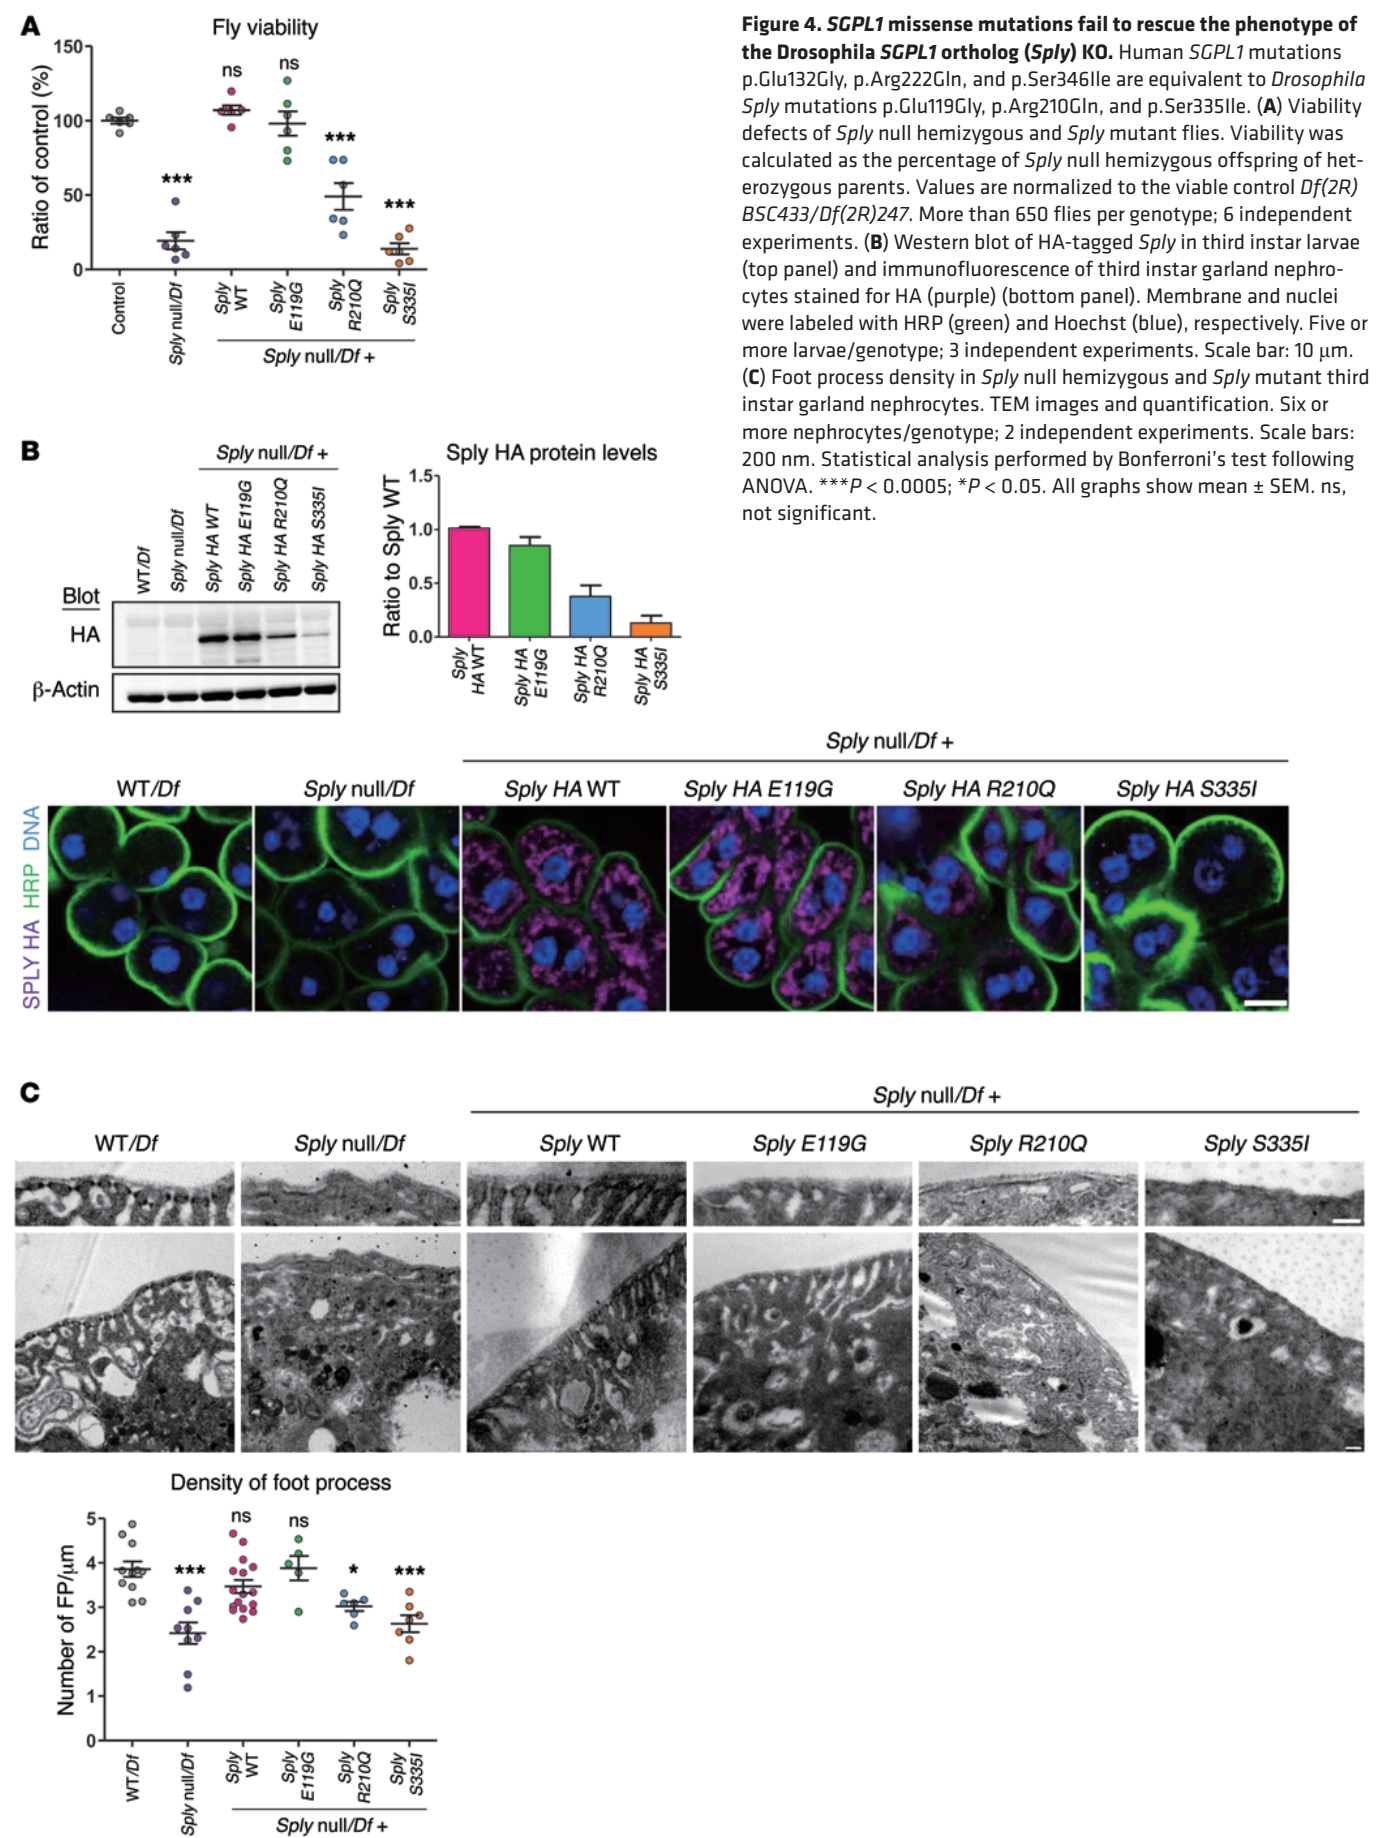 A
Fly viability
Ratio of control (%)
150
100
50
0
ns
ns
***
***
***
Control
Sply null/Df
Sply WT
Sply E119G
Sply R210Q
Sply S335I
Sply null/Df +
Figure 4. SGPL1 missense mutations fail to rescue the phenotype of
the Drosophila SGPL1 ortholog (Sply) KO. Human SGPL1 mutations
p.Glu132Gly, p.Arg222Gln, and p.Ser346Ile are equivalent to Drosophila
Sply mutations p.Glu119Gly, p.Arg210Gln, and p.Ser335Ile. (A) Viability
defects of Sply null hemizygous and Sply mutant flies. Viability was
calculated as the percentage of Sply null hemizygous offspring of het-
erozygous parents. Values are normalized to the viable control Df(2R)
BSC433/Df(2R)247. More than 650 flies per genotype; 6 independent
experiments. (B) Western blot of HA-tagged Sply in third instar larvae
(top panel) and immunofluorescence of third instar garland nephro-
cytes stained for HA (purple) (bottom panel). Membrane and nuclei
were labeled with HRP (green) and Hoechst (blue), respectively. Five or
more larvae/genotype; 3 independent experiments. Scale bar: 10 μm.
(C) Foot process density in Sply null hemizygous and Sply mutant third
instar garland nephrocytes. TEM images and quantification. Six or
more nephrocytes/genotype; 2 independent experiments. Scale bars:
200 nm. Statistical analysis performed by Bonferroni's test following
ANOVA. ***P < 0.0005; *P < 0.05. All graphs show mean ± SEM. ns,
not significant.
B
Sply null/Df +
WT/Df
Sply null/Df
Sply HA WT
Sply HA E119G
Sply HA R210Q
Sply HA S335I
Blot
HA
β-Actin
Sply HA protein levels
Ratio to Sply WT
1.5
1.0
0.5
0.0
Sply HA WT
Sply HA E119G
Sply HA R210Q
Sply HA S335I
Sply null/Df +
WT/Df
Sply null/Df
Sply HA WT
Sply HA E119G
Sply HA R210Q
Sply HA S335I
SPLY HA HRP DNA
C
Sply null/Df +
WT/Df
Sply null/Df
Sply WT
Sply E119G
Sply R210Q
Sply S335I
Density of foot process
Number of FP/μm
5
4
3
2
1
0
***
ns
ns
*
***
WT/Df
Sply null/Df
Sply WT
Sply E119G
Sply R210Q
Sply S335I
Sply null/Df +